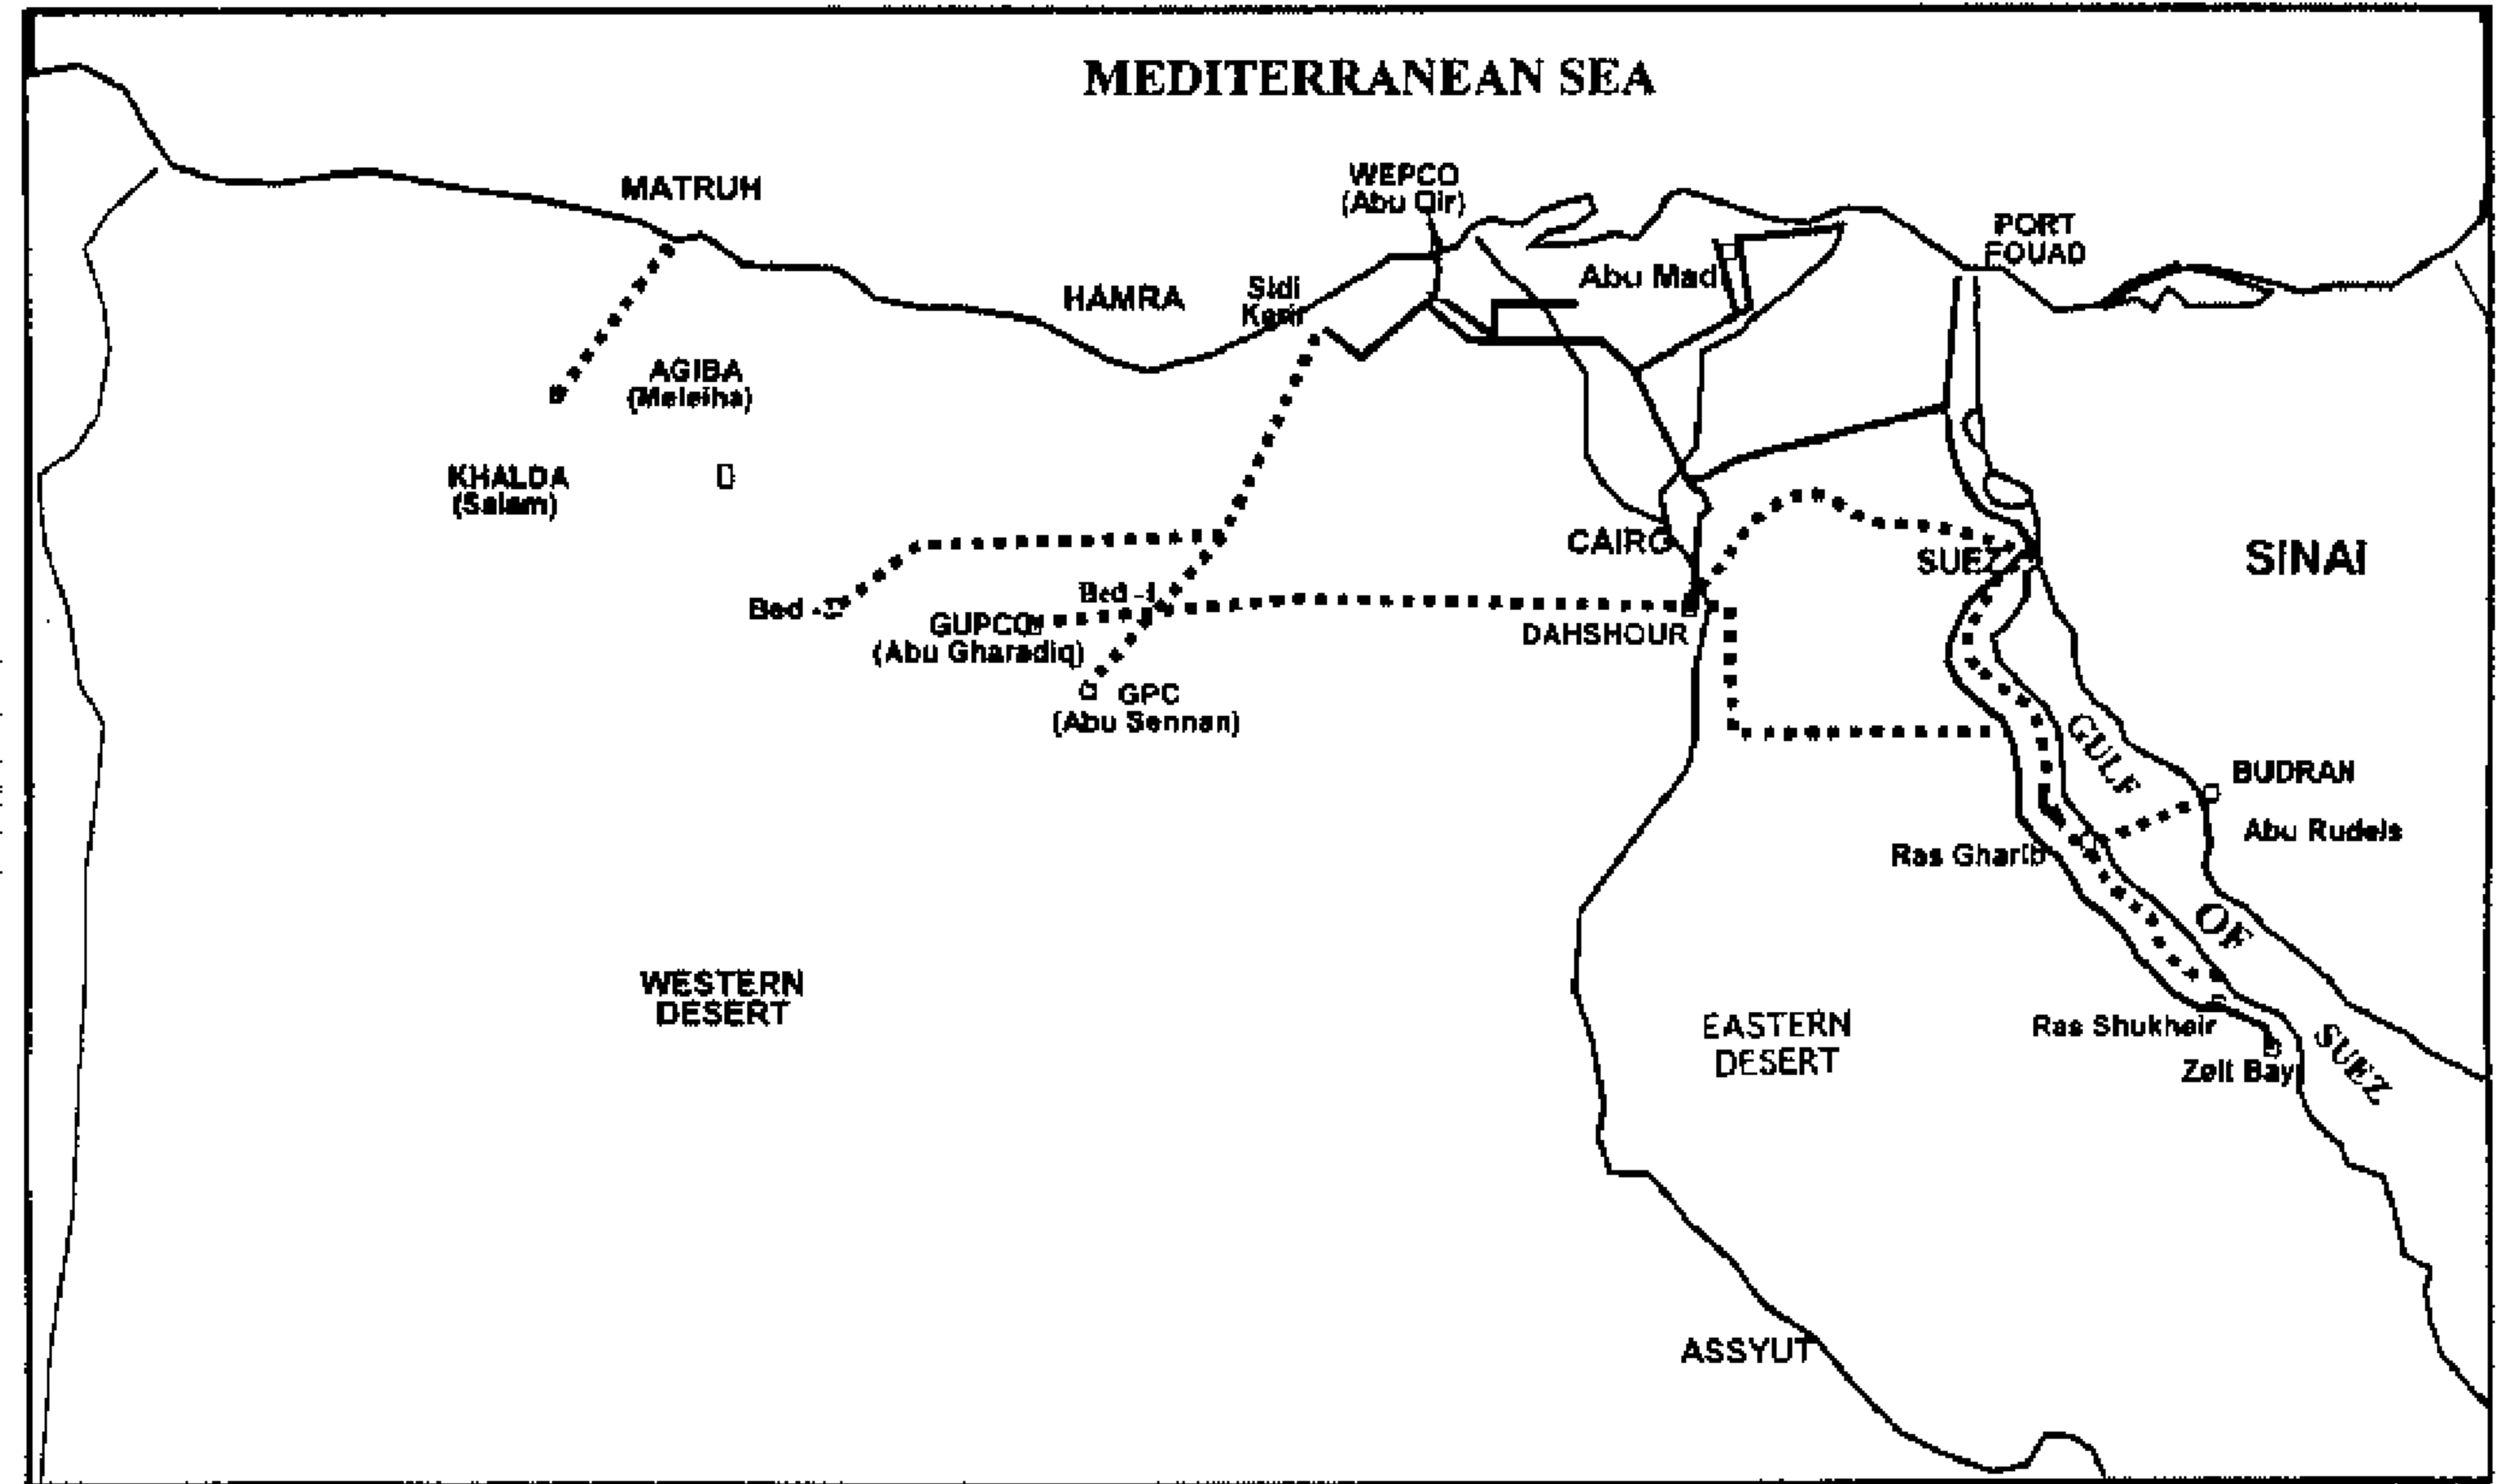 MEDITERRANEAN SEA
MATRUH
WEPCO
(Abu Qir)
PORT
FOUAD
HAMRA
Sidi
Abu Mad
AGIBA
(Meleiha)
KHALDA
(Salam)
CAIRO
SUEZ
SINAI
Bed
Bed
GUPCO
(Abu Gharadiq)
DAHSHOUR
GPC
(Abu Sennan)
GULF
OF
SUEZ
BUDRAN
Abu Rudeis
Ras Gharib
WESTERN
DESERT
EASTERN
DESERT
Ras Shukheir
Zeit Bay
ASSYUT